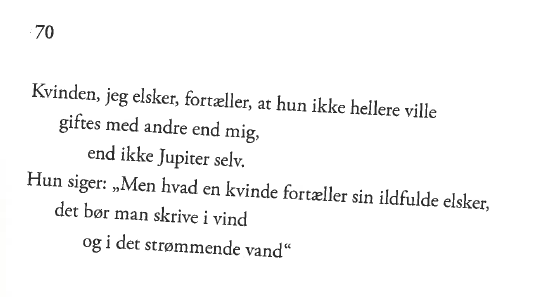 70
Kvinden, jeg elsker, fortæller, at hun ikke hellere ville
giftes med andre end mig,
end ikke Jupiter selv.
Hun siger: „Men hvad en kvinde fortæller sin ildfulde elsker,
det bør man skrive i vind
og i det strømmende vand“